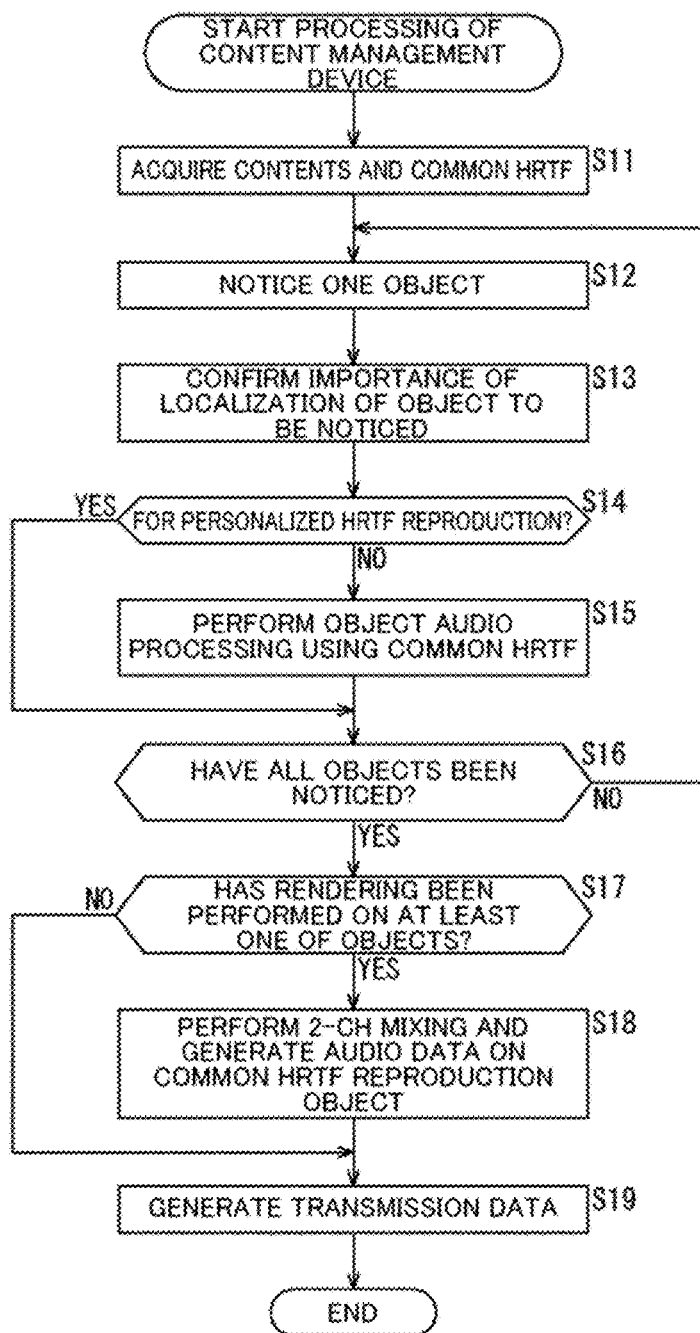 START PROCESSING OF
CONTENT MANAGEMENT
DEVICE
ACQUIRE CONTENTS AND COMMON HRTF
S11
NOTICE ONE OBJECT
S12
CONFIRM IMPORTANCE OF
LOCALIZATION OF OBJECT TO
BE NOTICED
S13
YES
FOR PERSONALIZED HRTF REPRODUCTION?
S14
NO
PERFORM OBJECT AUDIO
PROCESSING USING COMMON HRTF
S15
HAVE ALL OBJECTS BEEN
NOTICED?
S16
NO
YES
NO
HAS RENDERING BEEN
PERFORMED ON AT LEAST
ONE OF OBJECTS?
S17
YES
PERFORM 2-CH MIXING AND
GENERATE AUDIO DATA ON
COMMON HRTF REPRODUCTION
OBJECT
S18
GENERATE TRANSMISSION DATA
S19
END